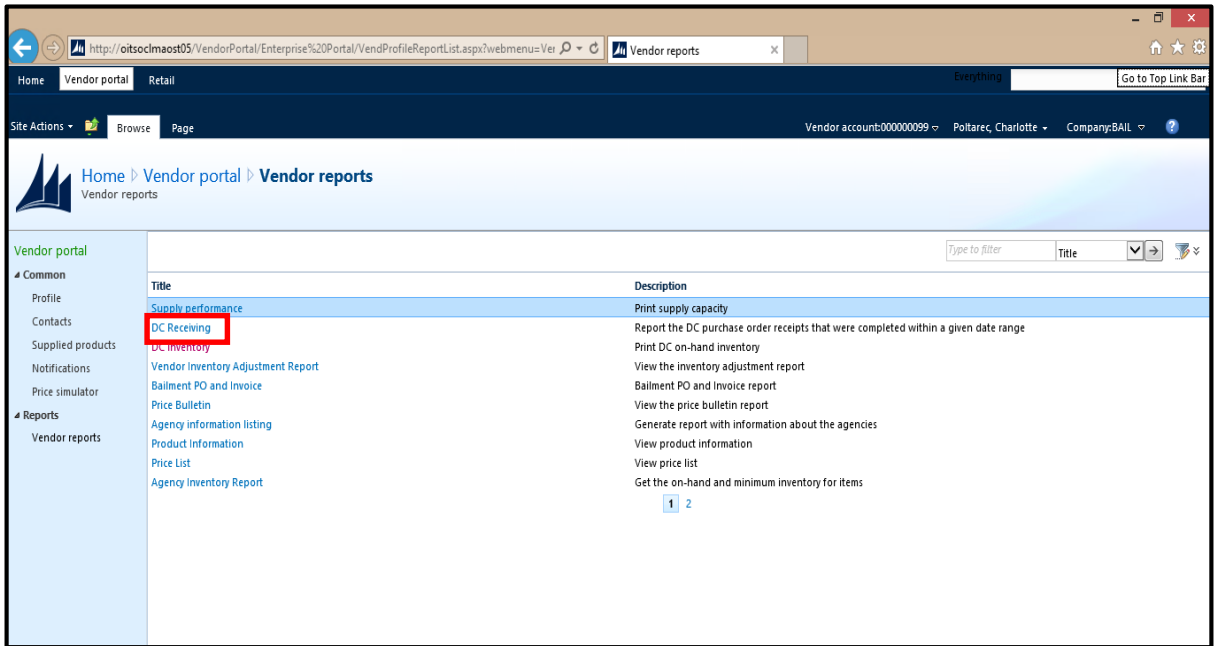 http://oitsoclmaost05/VendorPortal/Enterprise%20Portal/VendProfileReportList.aspx?webmenu=Ver
Vendor reports
Home Vendor portal Retail Everything Go to Top Link Bar
Site Actions Browse Page Vendor account:000000099 Poltarec, Charlotte Company:BAIL
Home Vendor portal Vendor reports
Vendor reports
Vendor portal
Common
Profile
Contacts
Supplied products
Notifications
Price simulator
Reports
Vendor reports
Type to filter Title
Title Description
Supply performance Print supply capacity
DC Receiving Report the DC purchase order receipts that were completed within a given date range
DC Inventory Print DC on-hand inventory
Vendor Inventory Adjustment Report View the inventory adjustment report
Bailment PO and Invoice Bailment PO and Invoice report
Price Bulletin View the price bulletin report
Agency information listing Generate report with information about the agencies
Product Information View product information
Price List View price list
Agency Inventory Report Get the on-hand and minimum inventory for items
1 2